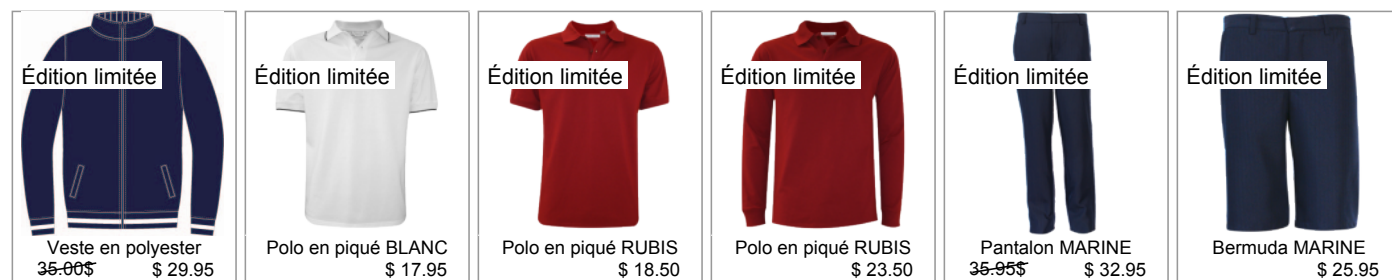 Édition limitée
Veste en polyester
35.00$ $ 29.95
Édition limitée
Polo en piqué BLANC
$ 17.95
Édition limitée
Polo en piqué RUBIS
$ 18.50
Édition limitée
Polo en piqué RUBIS
$ 23.50
Édition limitée
Pantalon MARINE
35.95$ $ 32.95
Édition limitée
Bermuda MARINE
$ 25.95